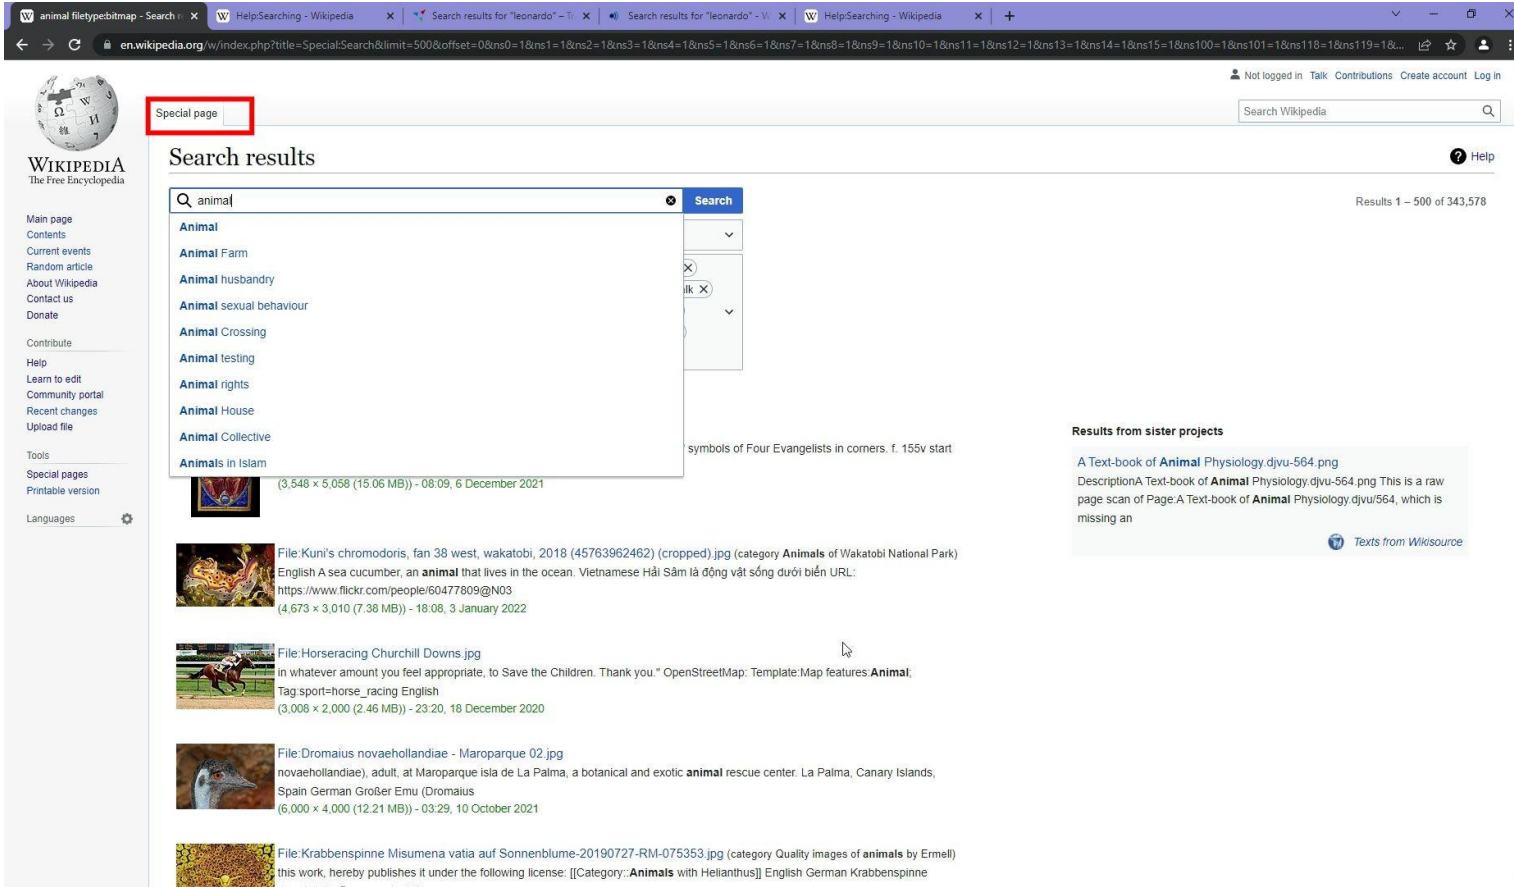 animal filetype:bitmap - Search r
Help:Searching - Wikipedia
Search results for "leonardo" – Tr
Search results for "leonardo" - W
Help:Searching - Wikipedia
en.wikipedia.org/w/index.php?title=Special:Search&limit=500&offset=0&ns0=1&ns1=1&ns2=1&ns3=1&ns4=1&ns5=1&ns6=1&ns7=1&ns8=1&ns9=1&ns10=1&ns11=1&ns12=1&ns13=1&ns14=1&ns15=1&ns100=1&ns101=1&ns118=1&ns119=1&...
Not logged in Talk Contributions Create account Log in
Special page
Search Wikipedia
WIKIPEDIA
The Free Encyclopedia
Search results
Help
animal
Search
Results 1 – 500 of 343,578
Main page
Contents
Current events
Random article
About Wikipedia
Contact us
Donate
Contribute
Help
Learn to edit
Community portal
Recent changes
Upload file
Tools
Special pages
Printable version
Languages
Animal
Animal Farm
Animal husbandry
Animal sexual behaviour
Animal Crossing
Animal testing
Animal rights
Animal House
Animal Collective
Animals in Islam
lk
symbols of Four Evangelists in corners. f. 155v start
(3,548 × 5,058 (15.06 MB)) - 08:09, 6 December 2021
File:Kuni's chromodoris, fan 38 west, wakatobi, 2018 (45763962462) (cropped).jpg (category Animals of Wakatobi National Park)
English A sea cucumber, an animal that lives in the ocean. Vietnamese Hải Sâm là động vật sống dưới biển URL:
https://www.flickr.com/people/60477809@N03
(4,673 × 3,010 (7.38 MB)) - 18:08, 3 January 2022
File:Horseracing Churchill Downs.jpg
in whatever amount you feel appropriate, to Save the Children. Thank you." OpenStreetMap: Template:Map features:Animal;
Tag:sport=horse_racing English
(3,008 × 2,000 (2.46 MB)) - 23:20, 18 December 2020
File:Dromaius novaehollandiae - Maroparque 02.jpg
novaehollandiae), adult, at Maroparque isla de La Palma, a botanical and exotic animal rescue center. La Palma, Canary Islands,
Spain German Großer Emu (Dromaius
(6,000 × 4,000 (12.21 MB)) - 03:29, 10 October 2021
File:Krabbenspinne Misumena vatia auf Sonnenblume-20190727-RM-075353.jpg (category Quality images of animals by Ermell)
this work, hereby publishes it under the following license: [[Category::Animals with Helianthus]] English German Krabbenspinne
Results from sister projects
A Text-book of Animal Physiology.djvu-564.png
DescriptionA Text-book of Animal Physiology.djvu-564.png This is a raw
page scan of Page:A Text-book of Animal Physiology.djvu/564, which is
missing an
Texts from Wikisource